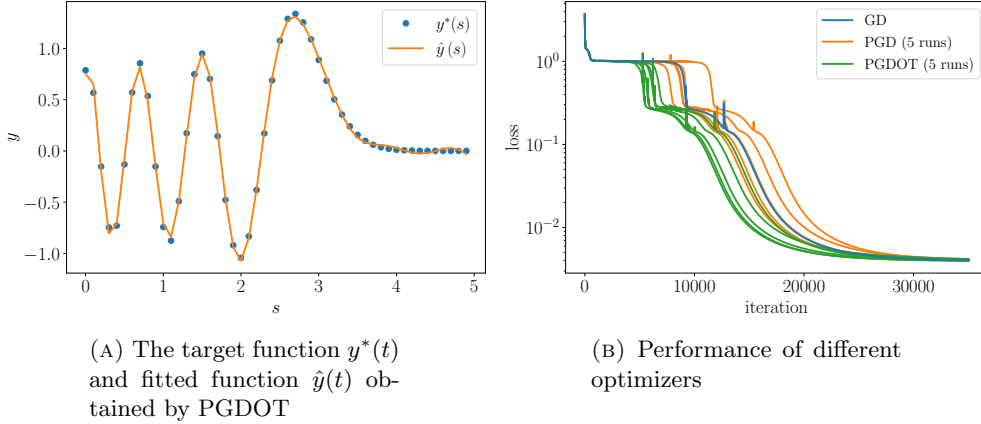 y*(s)
ŷ(s)
1.0
0.5
0.0
−0.5
−1.0
y
0 1 2 3 4 5
s
GD
PGD (5 runs)
PGDOT (5 runs)
10⁰
10⁻¹
10⁻²
loss
0 10000 20000 30000
iteration
(A) The target function y*(t)
and fitted function ŷ(t) ob-
tained by PGDOT
(B) Performance of different
optimizers